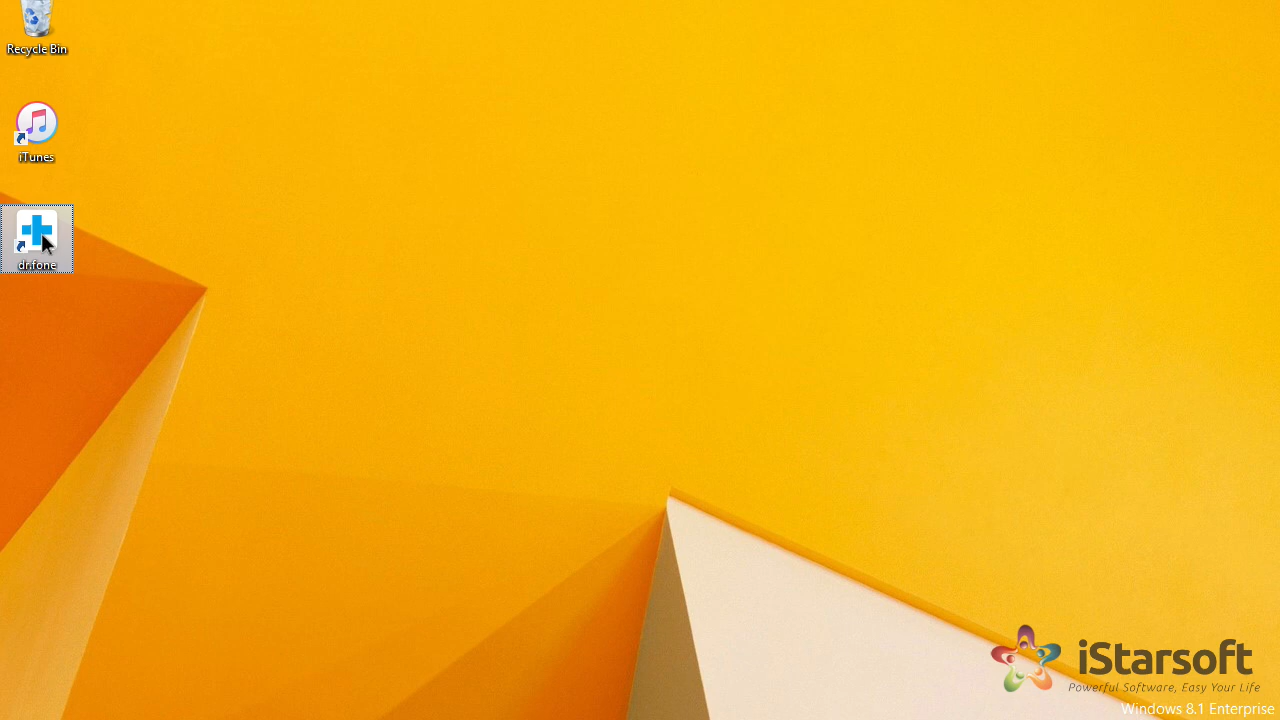 Recycle Bin
iTunes
dr.fone
iStarsoft
Powerful Software, Easy Your Life
Windows 8.1 Enterprise